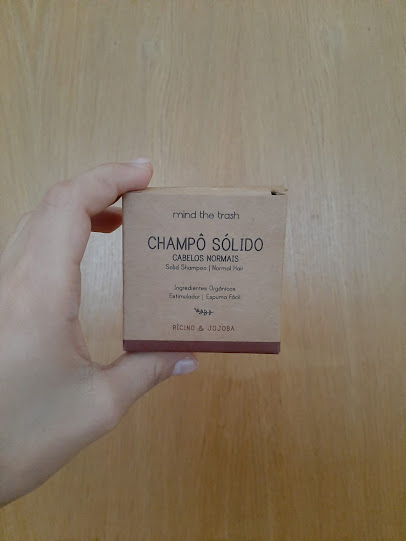 mind the trash
CHAMPÔ SÓLIDO
CABELOS NORMAIS
Solid Shampoo | Normal Hair
Ingredientes Orgânicos
Estimulador | Espuma Fácil
RÍCINO & JOJOBA